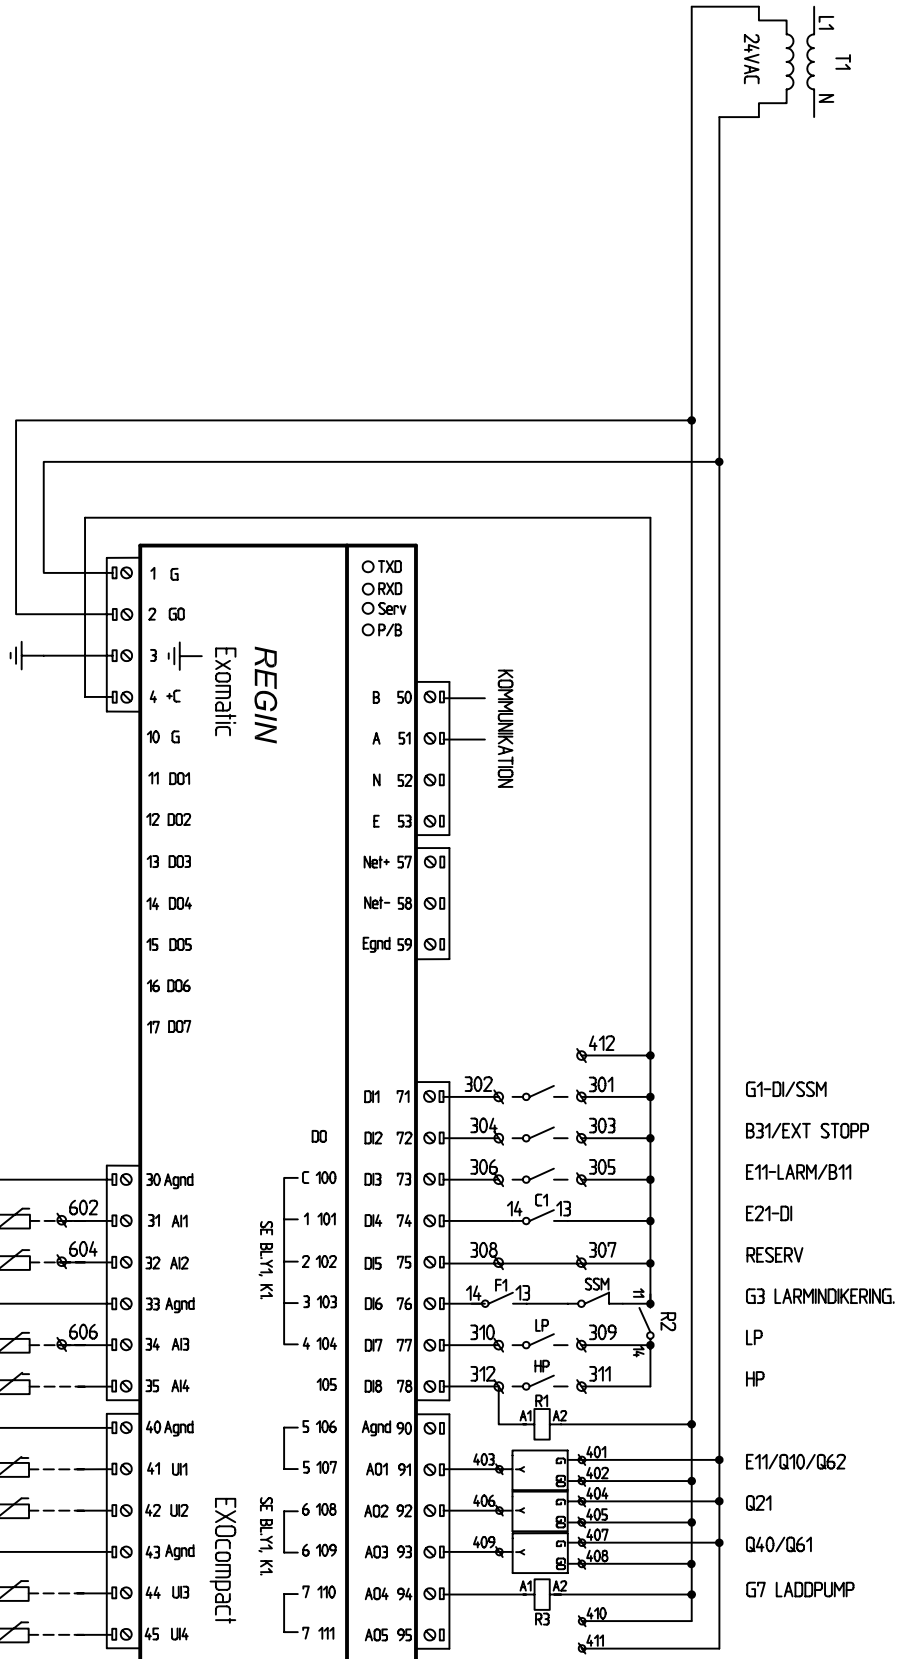 L1
T1
24VAC
N
TXD
RXD
Serv
P/B
1 G
2 G0
3
4 +C
10 G
11 DO1
12 DO2
13 DO3
14 DO4
15 DO5
16 DO6
17 DO7
REGIN
Exomatic
B 50
A 51
N 52
E 53
KOMMUNIKATION
Net+ 57
Net- 58
Egnd 59
412
DI1 71 302 301 G1-DI/SSM
DO DI2 72 304 303 B31/EXT STOPP
30 Agnd C 100 DI3 73 306 305 E11-LARM/B11
602 31 AI1 1 101 DI4 74 14 C1 13 E21-DI
604 32 AI2 2 102 DI5 75 308 307 RESERV
33 Agnd 3 103 DI6 76 14 F1 13 SSM 11 G3 LARMINDIKERING.
R2
606 34 AI3 4 104 DI7 77 310 LP 309 14 LP
35 AI4 105 DI8 78 312 HP 311 HP
SE BL.Y1, K1.
R1
A1 A2
40 Agnd 5 106 Agnd 90
41 UI1 5 107 AO1 91 403 Y G 401 E11/Q10/Q62
G0 402
42 UI2 6 108 AO2 92 406 Y G 404 Q21
G0 405
43 Agnd 6 109 AO3 93 409 Y G 407 Q40/Q61
G0 408
44 UI3 7 110 AO4 94 A1 A2 G7 LADDPUMP
R3
410
45 UI4 7 111 AO5 95 411
SE BL.Y1, K1.
EXOcompact